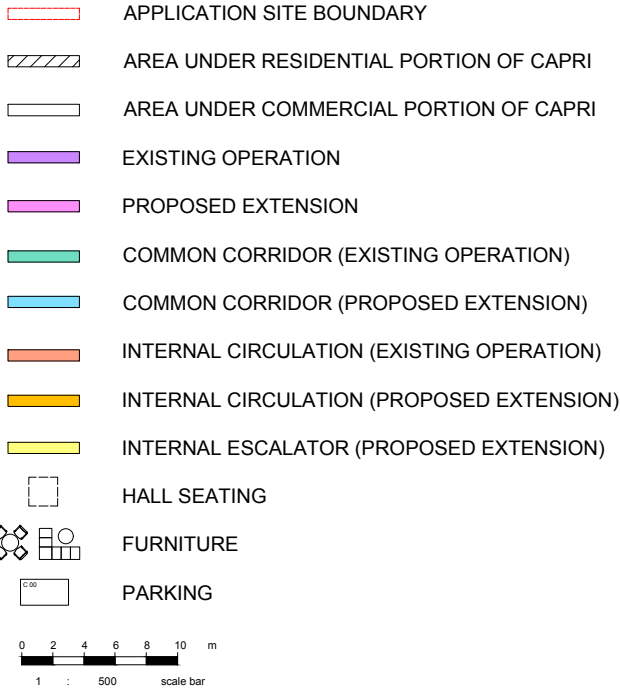 APPLICATION SITE BOUNDARY
AREA UNDER RESIDENTIAL PORTION OF CAPRI
AREA UNDER COMMERCIAL PORTION OF CAPRI
EXISTING OPERATION
PROPOSED EXTENSION
COMMON CORRIDOR (EXISTING OPERATION)
COMMON CORRIDOR (PROPOSED EXTENSION)
INTERNAL CIRCULATION (EXISTING OPERATION)
INTERNAL CIRCULATION (PROPOSED EXTENSION)
INTERNAL ESCALATOR (PROPOSED EXTENSION)
HALL SEATING
FURNITURE
C 00
PARKING
0 2 4 6 8 10 m
1 : 500 scale bar